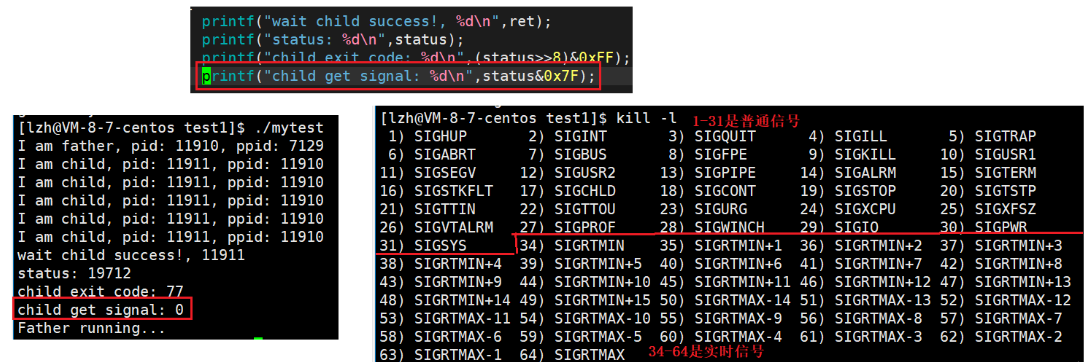 printf("wait child success!, %d\n",ret);
printf("status: %d\n",status);
printf("child exit code: %d\n",(status>>8)&0xFF);
printf("child get signal: %d\n",status&0x7F);
[lzh@VM-8-7-centos test1]$ ./mytest
I am father, pid: 11910, ppid: 7129
I am child, pid: 11911, ppid: 11910
I am child, pid: 11911, ppid: 11910
I am child, pid: 11911, ppid: 11910
I am child, pid: 11911, ppid: 11910
I am child, pid: 11911, ppid: 11910
wait child success!, 11911
status: 19712
child exit code: 77
child get signal: 0
Father running...
[lzh@VM-8-7-centos test1]$ kill -l 1-31是普通信号
1) SIGHUP 2) SIGINT 3) SIGQUIT 4) SIGILL 5) SIGTRAP
6) SIGABRT 7) SIGBUS 8) SIGFPE 9) SIGKILL 10) SIGUSR1
11) SIGSEGV 12) SIGUSR2 13) SIGPIPE 14) SIGALRM 15) SIGTERM
16) SIGSTKFLT 17) SIGCHLD 18) SIGCONT 19) SIGSTOP 20) SIGTSTP
21) SIGTTIN 22) SIGTTOU 23) SIGURG 24) SIGXCPU 25) SIGXFSZ
26) SIGVTALRM 27) SIGPROF 28) SIGWINCH 29) SIGIO 30) SIGPWR
31) SIGSYS 34) SIGRTMIN 35) SIGRTMIN+1 36) SIGRTMIN+2 37) SIGRTMIN+3
38) SIGRTMIN+4 39) SIGRTMIN+5 40) SIGRTMIN+6 41) SIGRTMIN+7 42) SIGRTMIN+8
43) SIGRTMIN+9 44) SIGRTMIN+10 45) SIGRTMIN+11 46) SIGRTMIN+12 47) SIGRTMIN+13
48) SIGRTMIN+14 49) SIGRTMIN+15 50) SIGRTMAX-14 51) SIGRTMAX-13 52) SIGRTMAX-12
53) SIGRTMAX-11 54) SIGRTMAX-10 55) SIGRTMAX-9 56) SIGRTMAX-8 57) SIGRTMAX-7
58) SIGRTMAX-6 59) SIGRTMAX-5 60) SIGRTMAX-4 61) SIGRTMAX-3 62) SIGRTMAX-2
63) SIGRTMAX-1 64) SIGRTMAX 34-64是实时信号